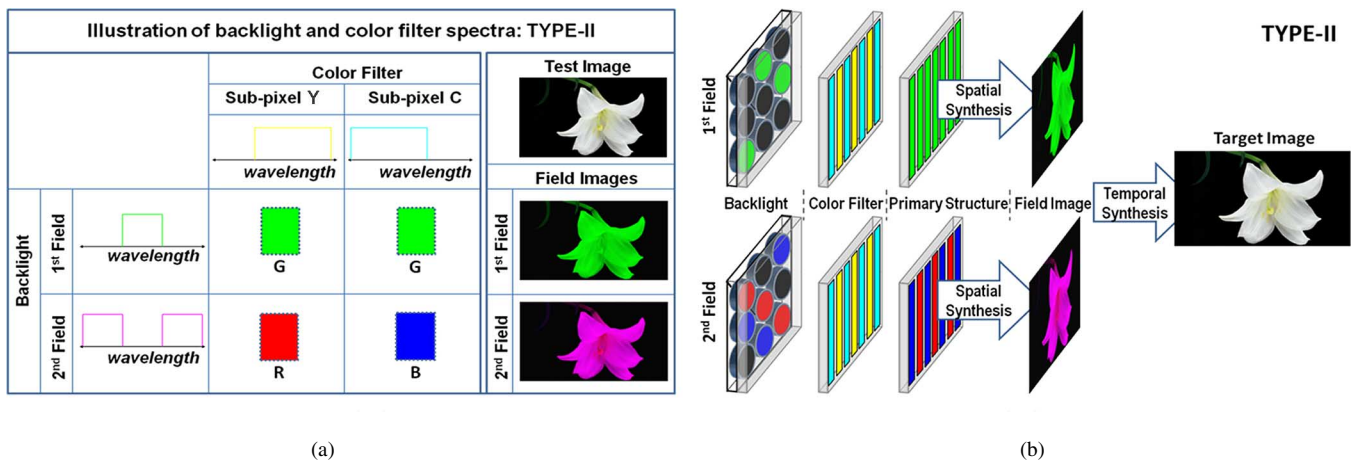 Illustration of backlight and color filter spectra: TYPE-II
Color Filter
Sub-pixel Y
Sub-pixel C
wavelength
wavelength
Test Image
Field Images
Backlight
1st Field
wavelength
G
G
1st Field
2nd Field
wavelength
R
B
2nd Field
(a)
TYPE-II
1st Field
Spatial
Synthesis
Backlight
Color Filter
Primary Structure
Field Image
Temporal
Synthesis
Target Image
2nd Field
Spatial
Synthesis
(b)